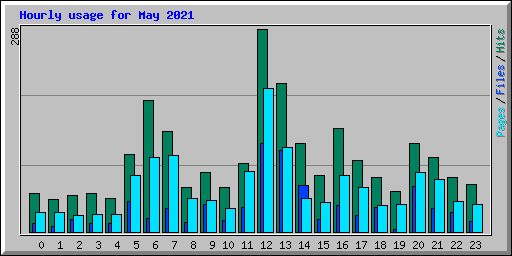 Hourly usage for May 2021
288
Pages / Files / Hits
0 1 2 3 4 5 6 7 8 9 10 11 12 13 14 15 16 17 18 19 20 21 22 23